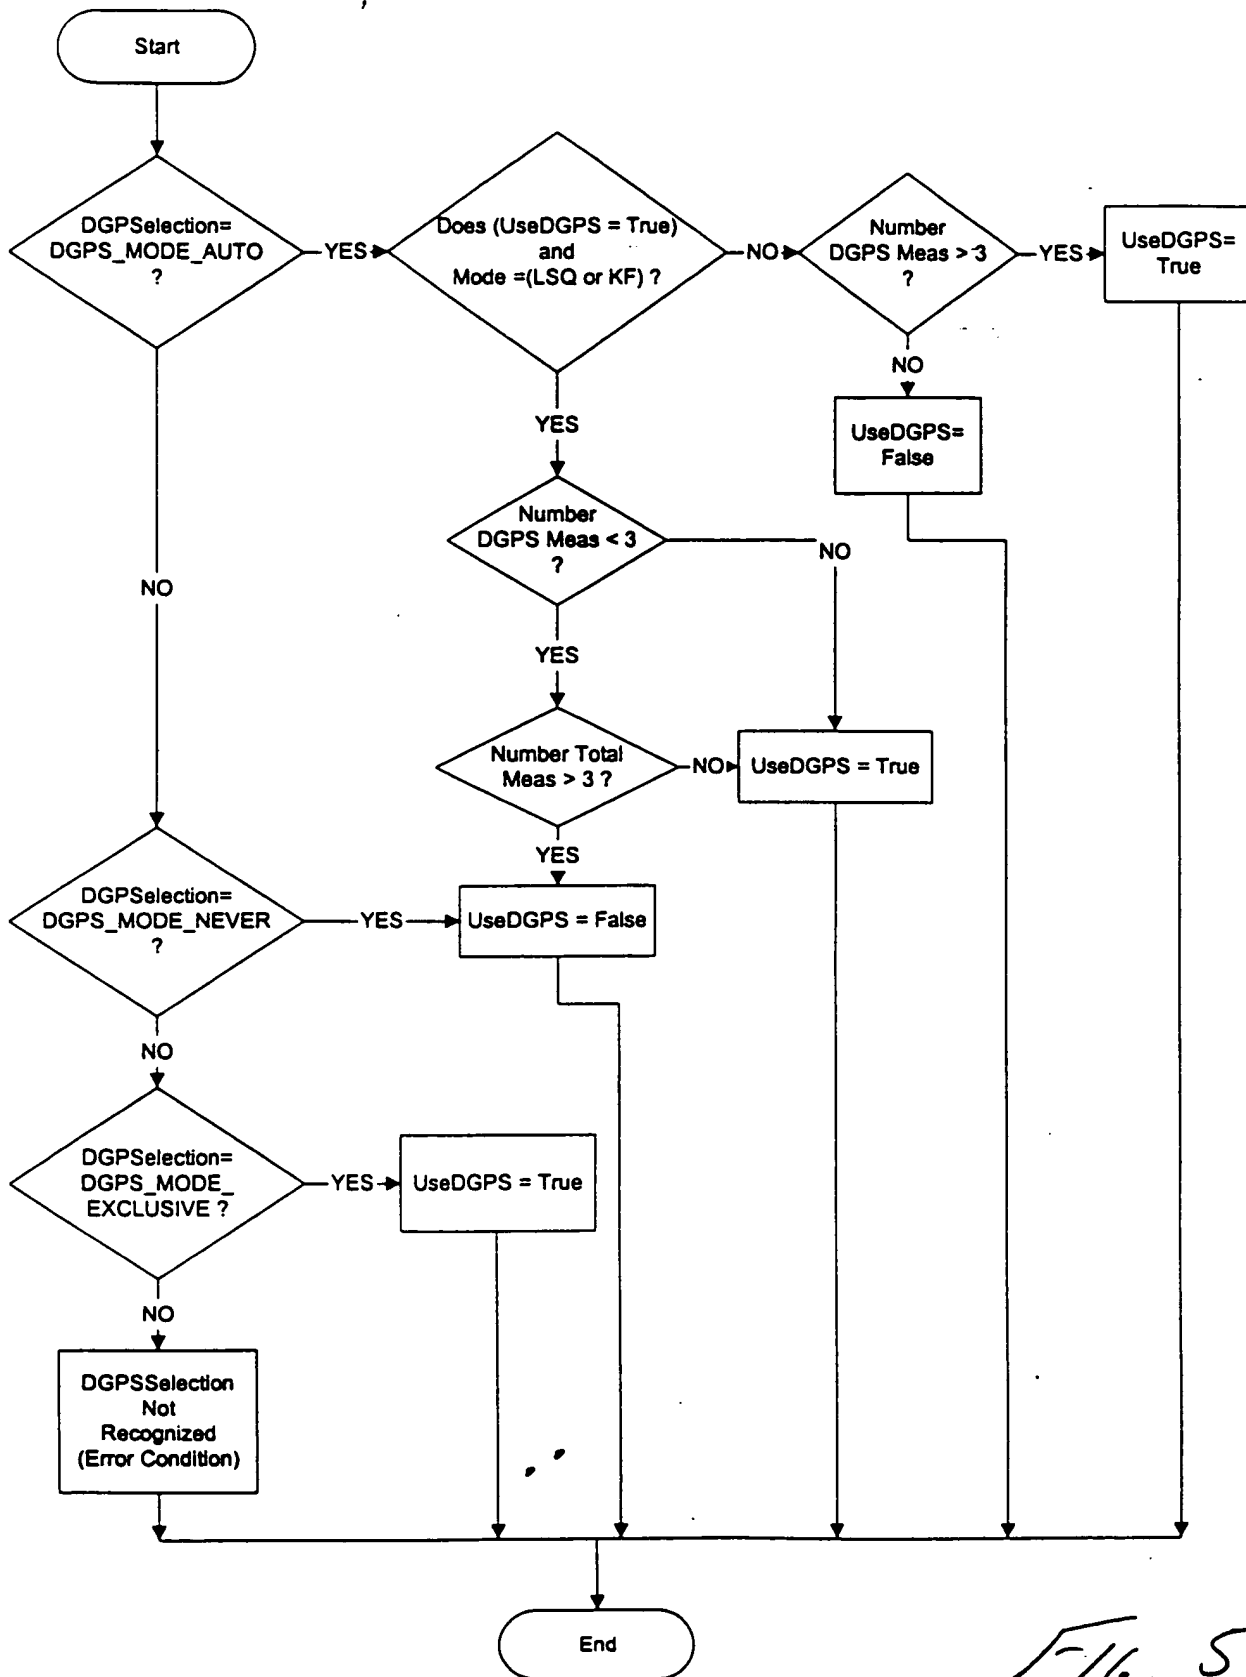 Start
DGPSelection=
DGPS_MODE_AUTO
?
YES
Does (UseDGPS = True)
and
Mode =(LSQ or KF) ?
NO
Number
DGPS Meas > 3
?
YES
UseDGPS=
True
NO
UseDGPS=
False
YES
Number
DGPS Meas < 3
?
NO
NO
YES
Number Total
Meas > 3 ?
NO
UseDGPS = True
YES
DGPSelection=
DGPS_MODE_NEVER
?
YES
UseDGPS = False
NO
DGPSelection=
DGPS_MODE_
EXCLUSIVE ?
YES
UseDGPS = True
NO
DGPSSelection
Not
Recognized
(Error Condition)
End
FIG. 5